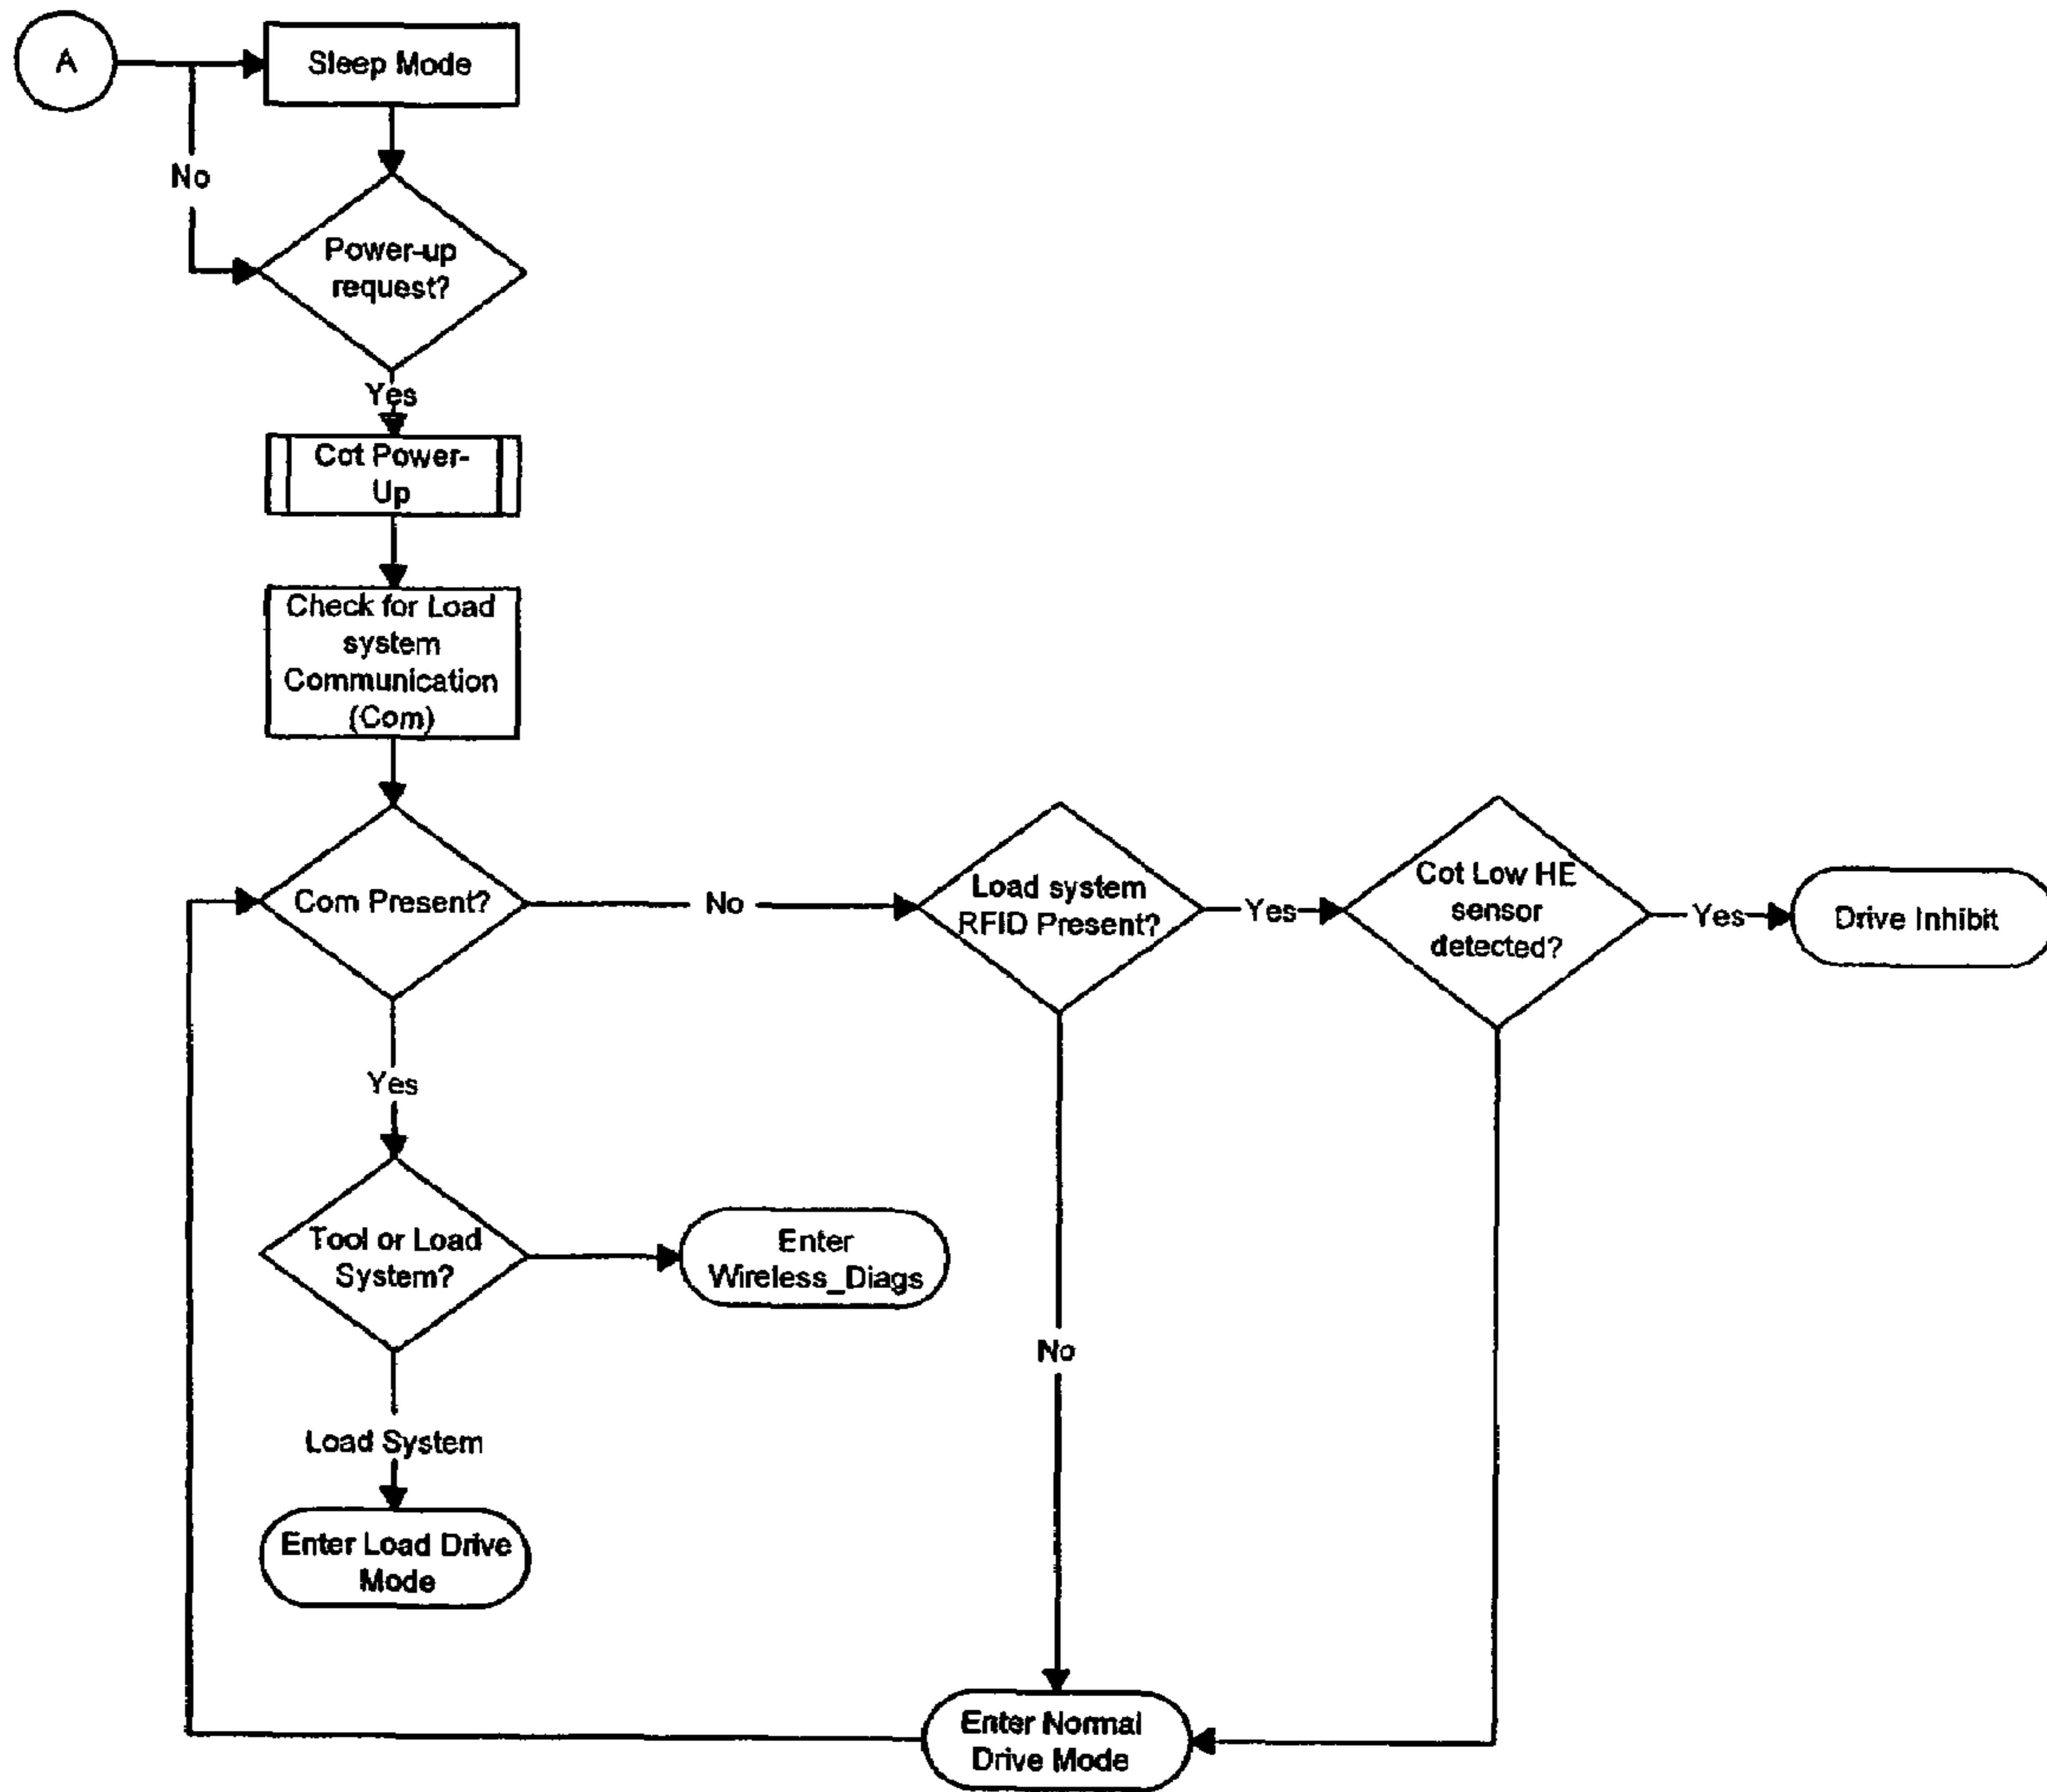 A
Sleep Mode
No
Power-up
request?
Yes
Cot Power-
Up
Check for Load
system
Communication
(Com)
Com Present?
No
Load system
RFID Present?
Yes
Cot Low HE
sensor
detected?
Yes
Drive Inhibit
Yes
Tool or Load
System?
Enter
Wireless_Diags
No
Load System
Enter Load Drive
Mode
Enter Normal
Drive Mode